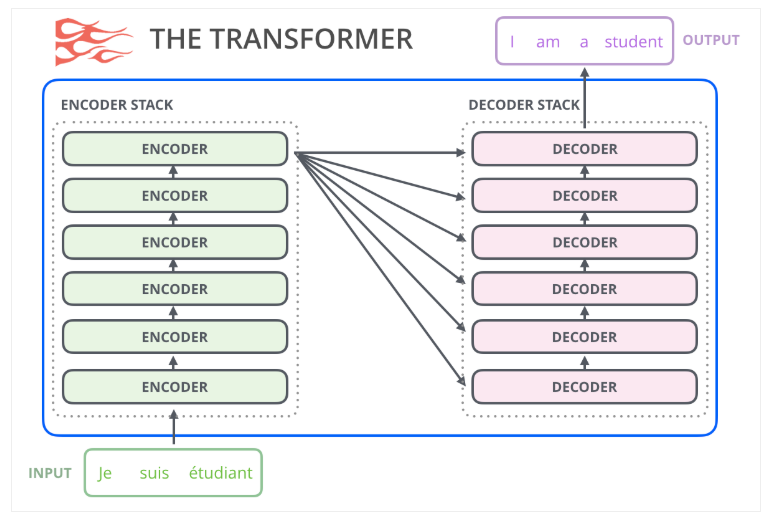 THE TRANSFORMER
I am a student
OUTPUT
ENCODER STACK
ENCODER
ENCODER
ENCODER
ENCODER
ENCODER
ENCODER
DECODER STACK
DECODER
DECODER
DECODER
DECODER
DECODER
DECODER
INPUT
Je suis étudiant